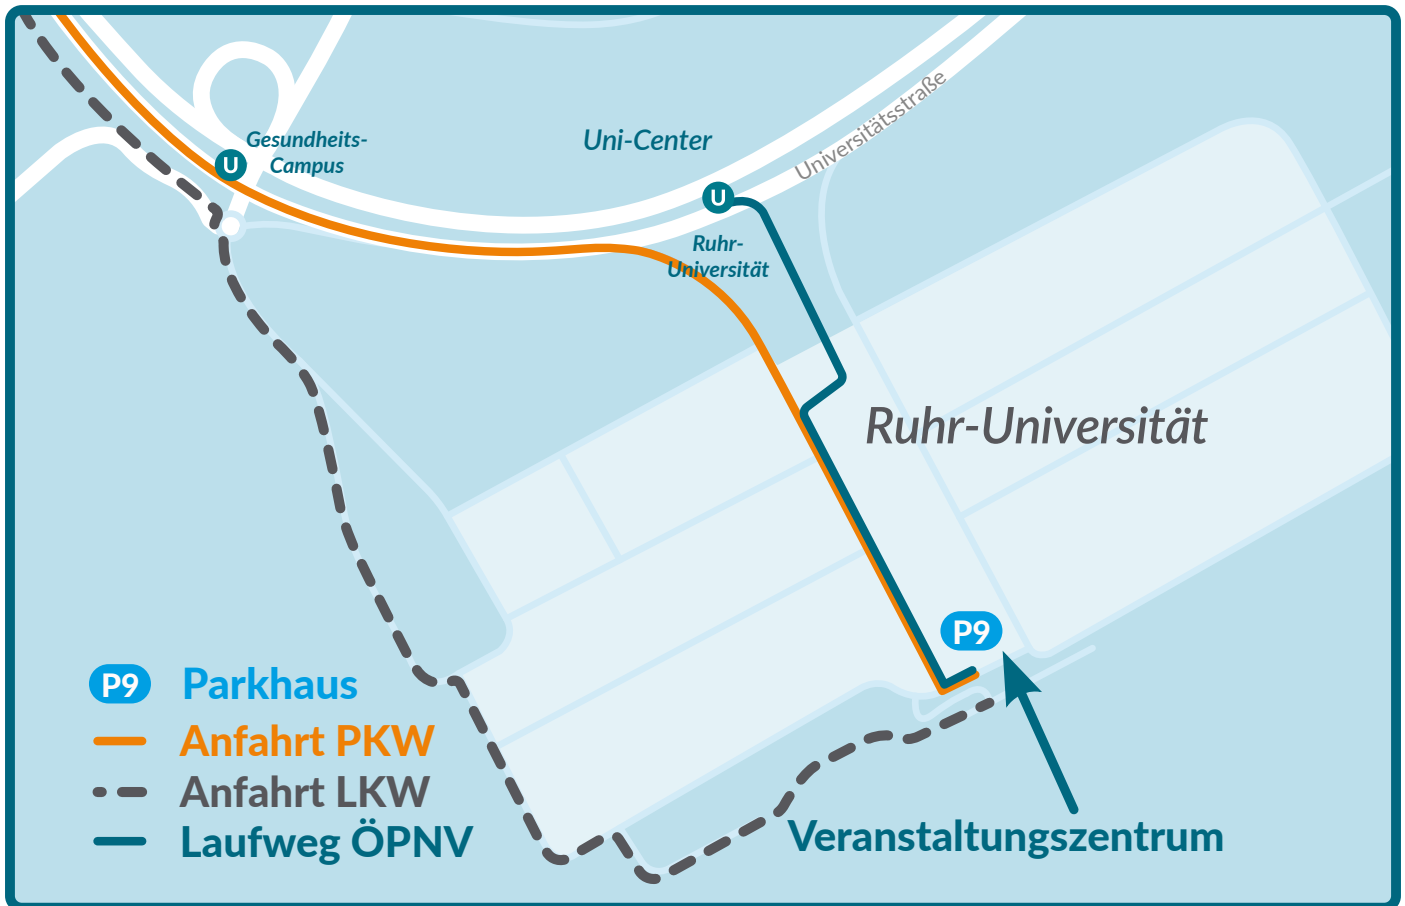 Gesundheits-
Campus
U
Uni-Center
Universitätsstraße
U
Ruhr-
Universität
Ruhr-Universität
P9
P9 Parkhaus
Anfahrt PKW
Anfahrt LKW
Laufweg ÖPNV
Veranstaltungszentrum